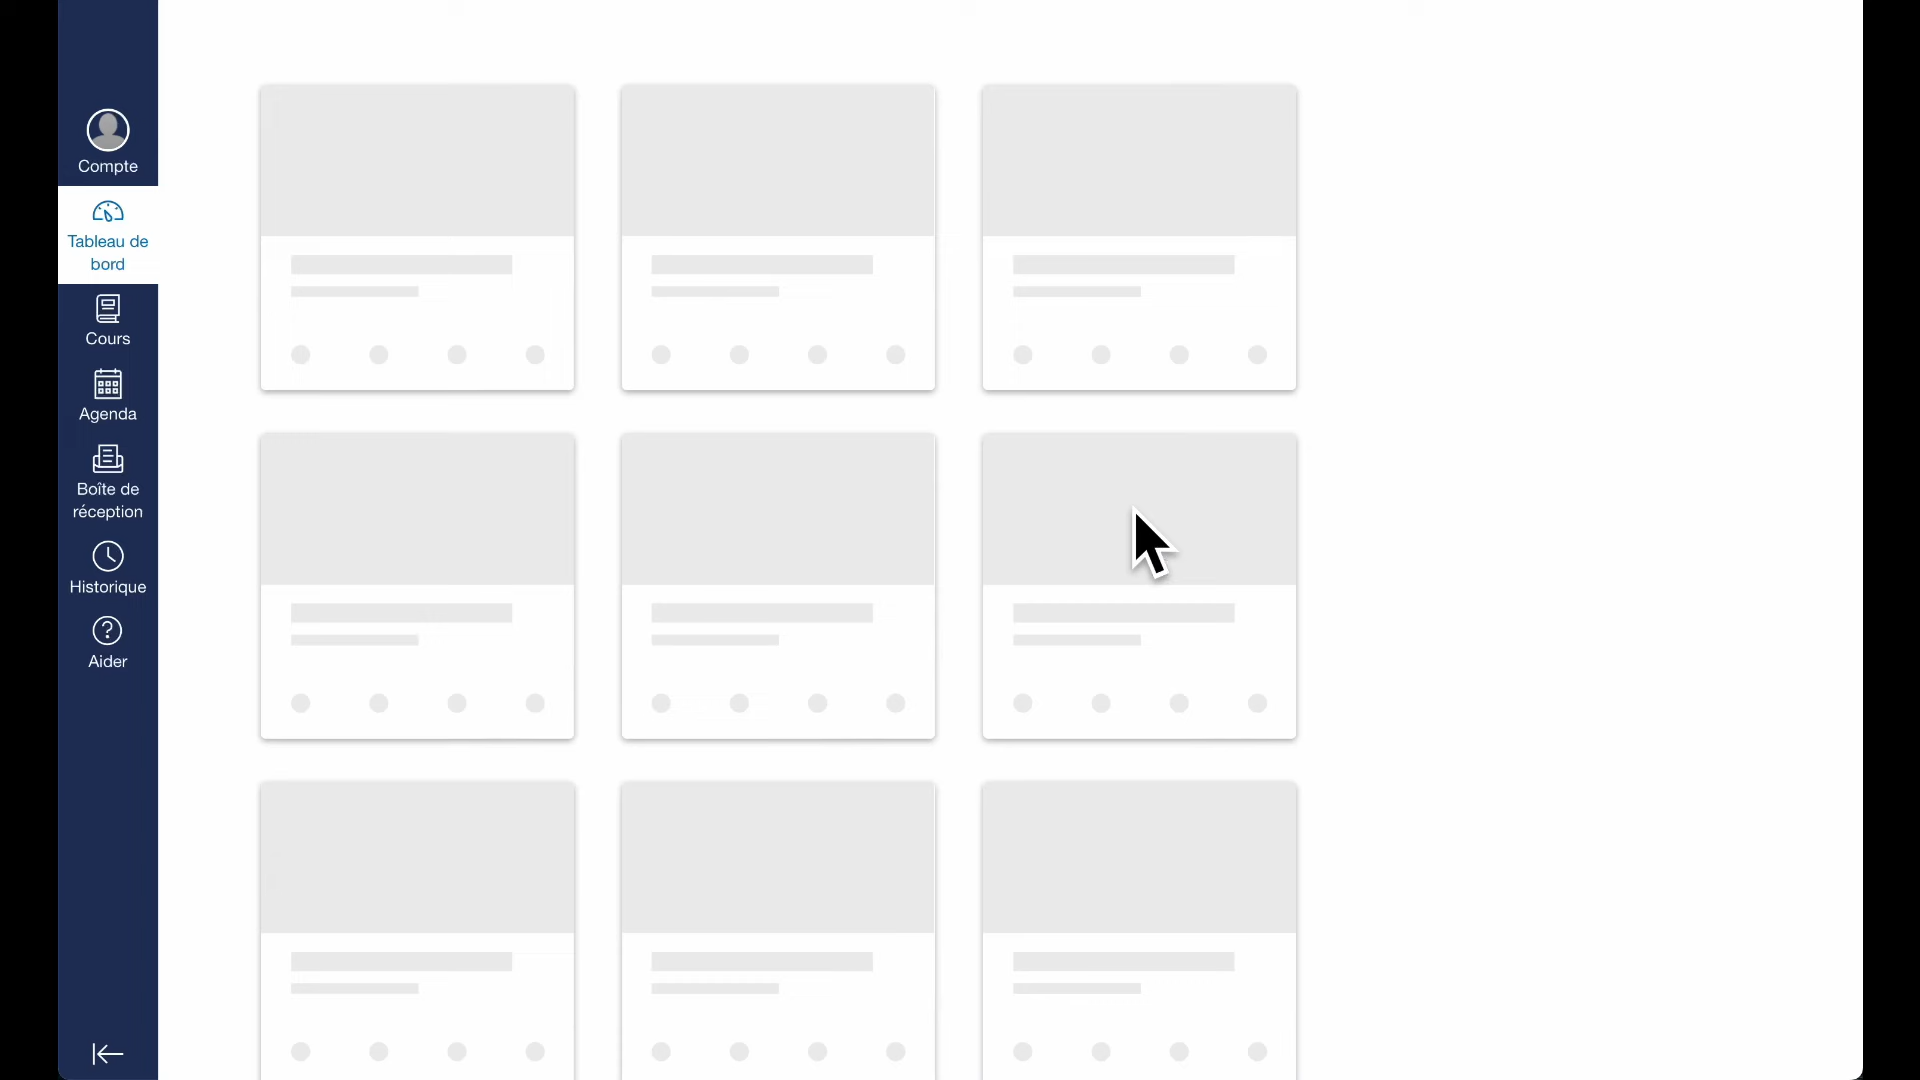 Compte
Tableau de
bord
Cours
Agenda
Boîte de
réception
Historique
Aider